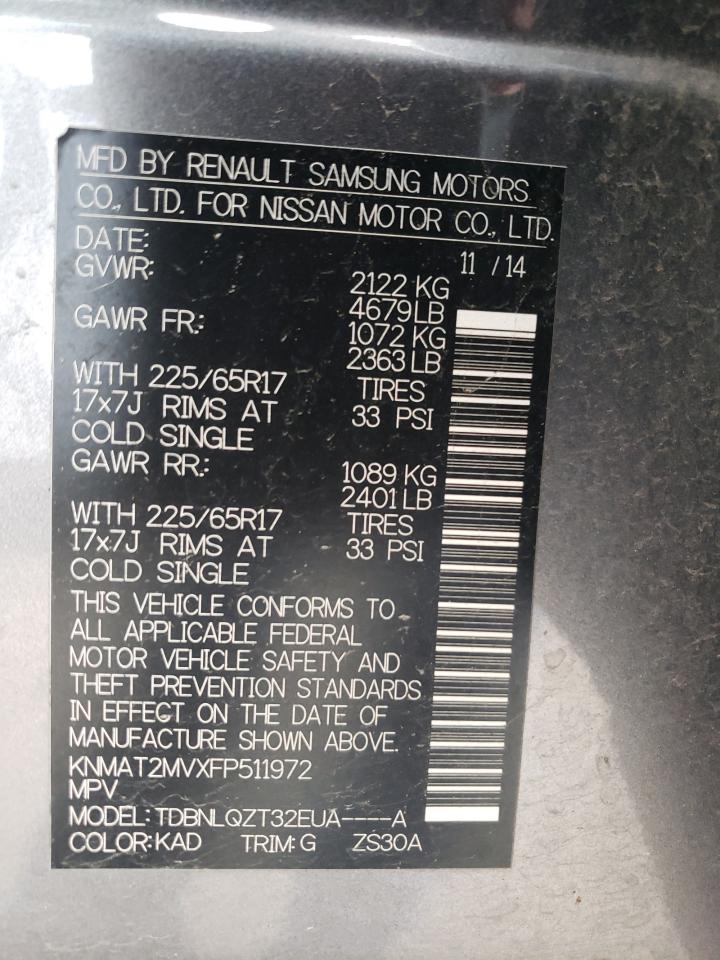 MFD BY RENAULT SAMSUNG MOTORS
CO., LTD. FOR NISSAN MOTOR CO., LTD.
DATE: 11 / 14
GVWR: 2122 KG
4679 LB
GAWR FR.: 1072 KG
2363 LB
WITH 225/65R17 TIRES
17x7J RIMS AT 33 PSI
COLD SINGLE
GAWR RR.: 1089 KG
2401 LB
WITH 225/65R17 TIRES
17x7J RIMS AT 33 PSI
COLD SINGLE
THIS VEHICLE CONFORMS TO
ALL APPLICABLE FEDERAL
MOTOR VEHICLE SAFETY AND
THEFT PREVENTION STANDARDS
IN EFFECT ON THE DATE OF
MANUFACTURE SHOWN ABOVE.
KNMAT2MVXFP511972
MPV
MODEL: TDBNLQZT32EUA----A
COLOR: KAD TRIM: G ZS30A